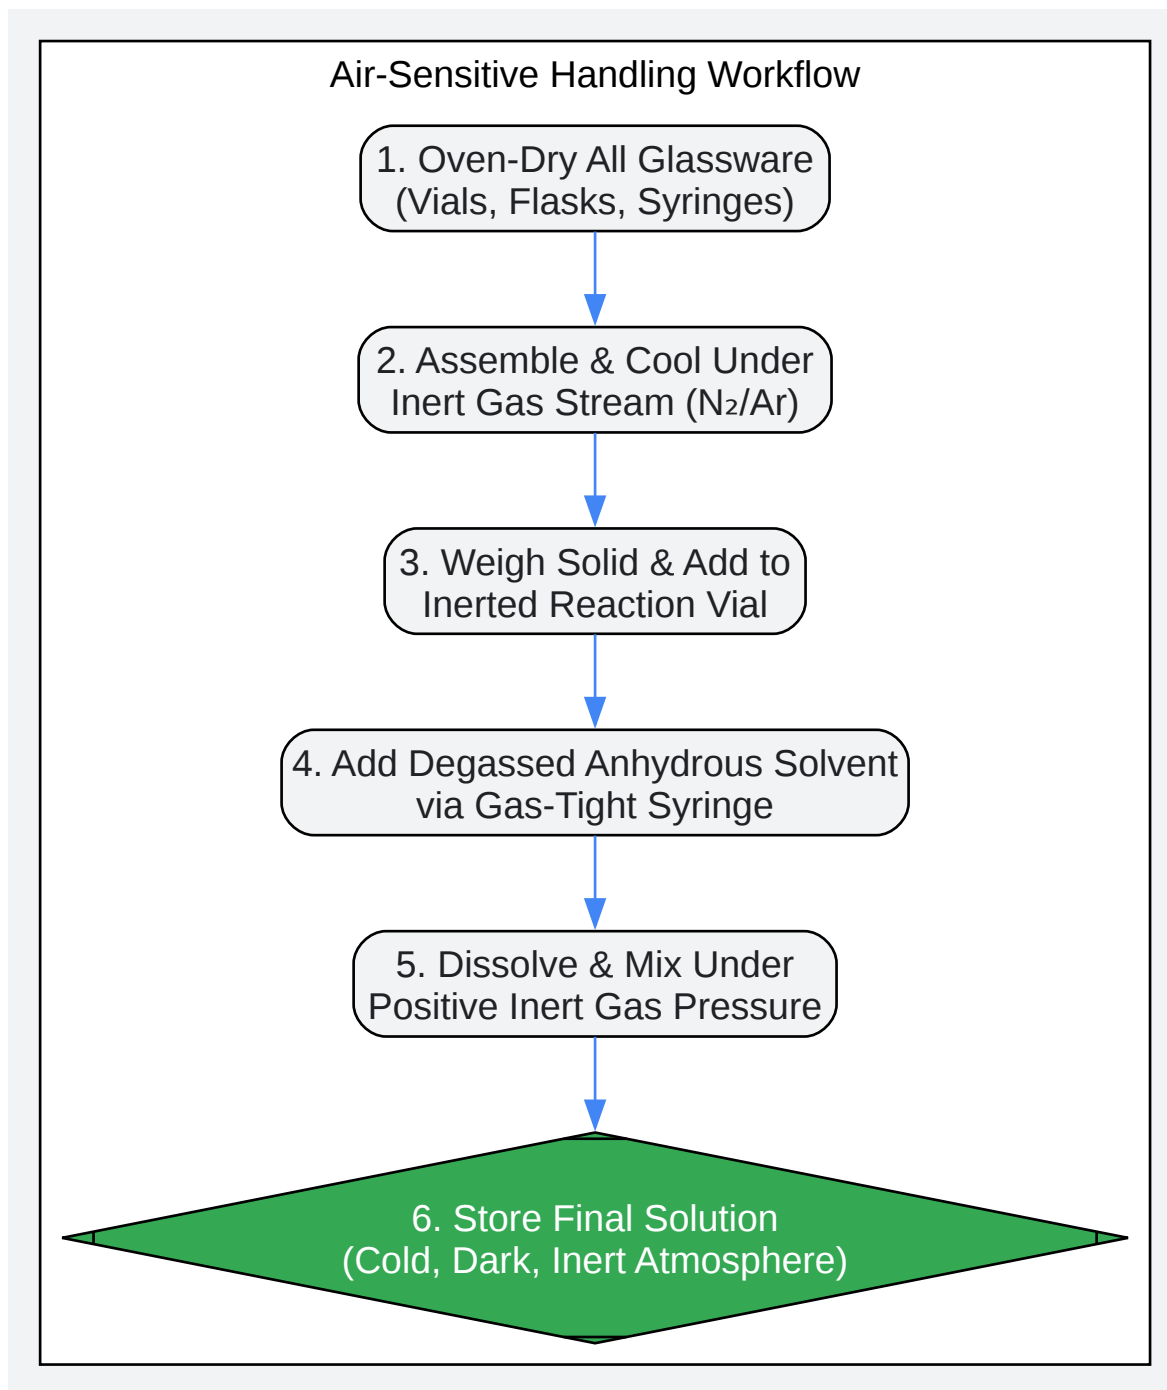 Air-Sensitive Handling Workflow
1. Oven-Dry All Glassware
(Vials, Flasks, Syringes)
2. Assemble & Cool Under
Inert Gas Stream (N₂/Ar)
3. Weigh Solid & Add to
Inerted Reaction Vial
4. Add Degassed Anhydrous Solvent
via Gas-Tight Syringe
5. Dissolve & Mix Under
Positive Inert Gas Pressure
6. Store Final Solution
(Cold, Dark, Inert Atmosphere)